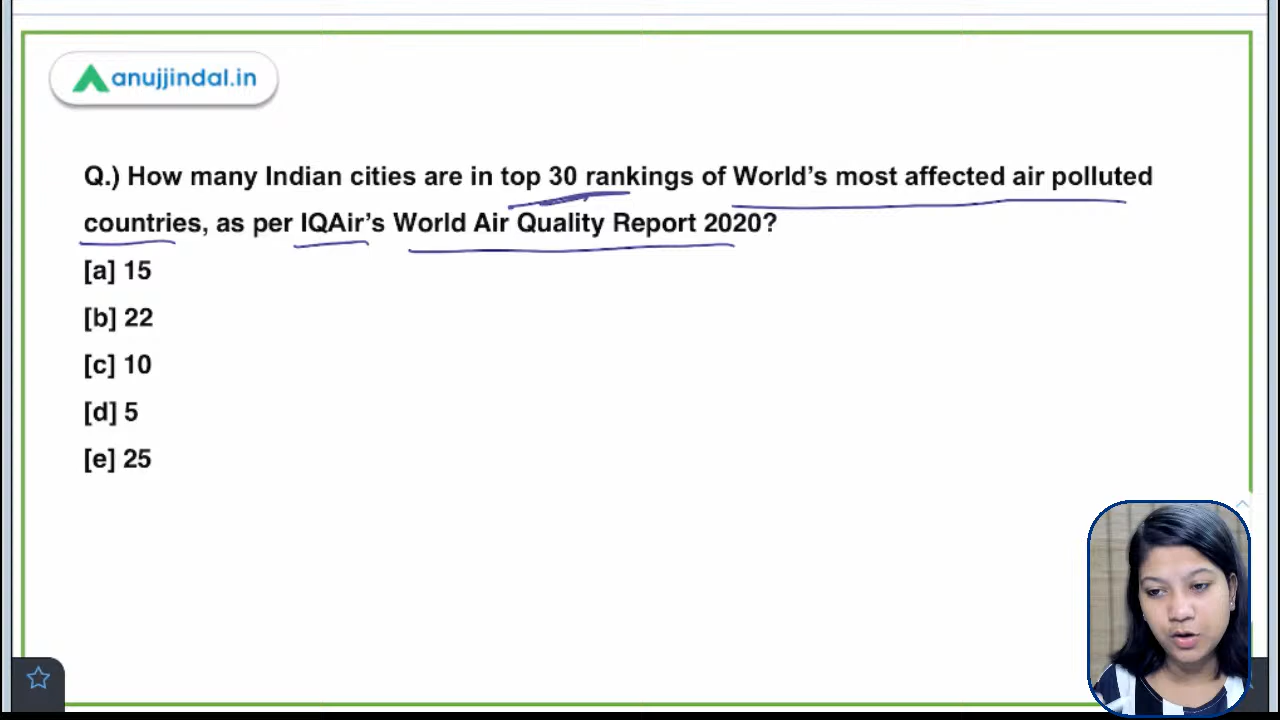 anujjindal.in
Q.) How many Indian cities are in top 30 rankings of World’s most affected air polluted
countries, as per IQAir’s World Air Quality Report 2020?
[a] 15
[b] 22
[c] 10
[d] 5
[e] 25